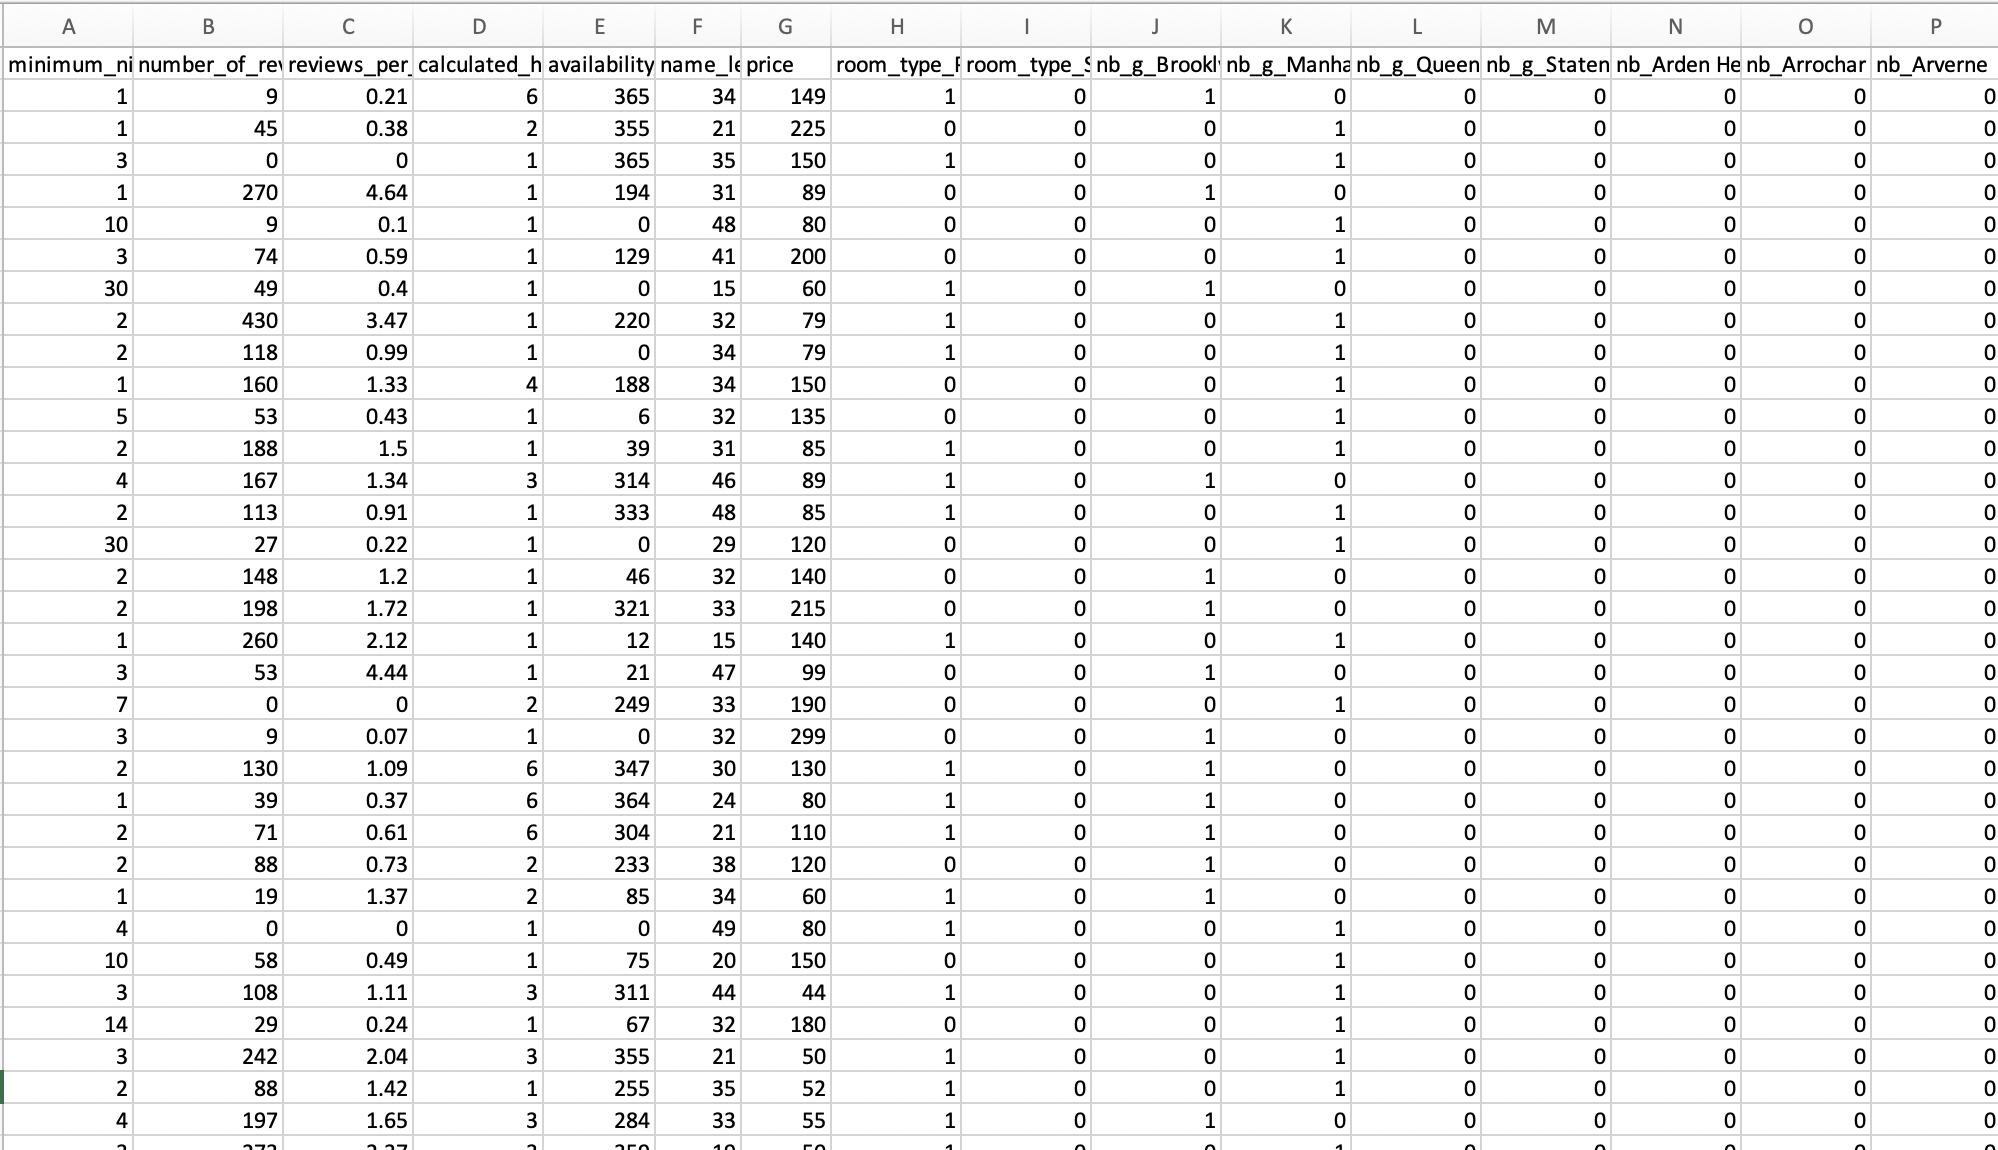 A B C D E F G H I J K L M N O P
minimum_ni number_of_rev reviews_per_ calculated_h availability name_le price room_type_P room_type_S nb_g_Brookly nb_g_Manha nb_g_Queen nb_g_Staten nb_Arden He nb_Arrochar nb_Arverne
1 9 0.21 6 365 34 149 1 0 1 0 0 0 0 0 0
1 45 0.38 2 355 21 225 0 0 0 1 0 0 0 0 0
3 0 0 1 365 35 150 1 0 0 1 0 0 0 0 0
1 270 4.64 1 194 31 89 0 0 1 0 0 0 0 0 0
10 9 0.1 1 0 48 80 0 0 0 1 0 0 0 0 0
3 74 0.59 1 129 41 200 0 0 0 1 0 0 0 0 0
30 49 0.4 1 0 15 60 1 0 1 0 0 0 0 0 0
2 430 3.47 1 220 32 79 1 0 0 1 0 0 0 0 0
2 118 0.99 1 0 34 79 1 0 0 1 0 0 0 0 0
1 160 1.33 4 188 34 150 0 0 0 1 0 0 0 0 0
5 53 0.43 1 6 32 135 0 0 0 1 0 0 0 0 0
2 188 1.5 1 39 31 85 1 0 0 1 0 0 0 0 0
4 167 1.34 3 314 46 89 1 0 1 0 0 0 0 0 0
2 113 0.91 1 333 48 85 1 0 0 1 0 0 0 0 0
30 27 0.22 1 0 29 120 0 0 0 1 0 0 0 0 0
2 148 1.2 1 46 32 140 0 0 1 0 0 0 0 0 0
2 198 1.72 1 321 33 215 0 0 1 0 0 0 0 0 0
1 260 2.12 1 12 15 140 1 0 0 1 0 0 0 0 0
3 53 4.44 1 21 47 99 0 0 1 0 0 0 0 0 0
7 0 0 2 249 33 190 0 0 0 1 0 0 0 0 0
3 9 0.07 1 0 32 299 0 0 1 0 0 0 0 0 0
2 130 1.09 6 347 30 130 1 0 1 0 0 0 0 0 0
1 39 0.37 6 364 24 80 1 0 1 0 0 0 0 0 0
2 71 0.61 6 304 21 110 1 0 1 0 0 0 0 0 0
2 88 0.73 2 233 38 120 0 0 1 0 0 0 0 0 0
1 19 1.37 2 85 34 60 1 0 1 0 0 0 0 0 0
4 0 0 1 0 49 80 1 0 0 1 0 0 0 0 0
10 58 0.49 1 75 20 150 0 0 0 1 0 0 0 0 0
3 108 1.11 3 311 44 44 1 0 0 1 0 0 0 0 0
14 29 0.24 1 67 32 180 0 0 0 1 0 0 0 0 0
3 242 2.04 3 355 21 50 1 0 0 1 0 0 0 0 0
2 88 1.42 1 255 35 52 1 0 0 1 0 0 0 0 0
4 197 1.65 3 284 33 55 1 0 1 0 0 0 0 0 0